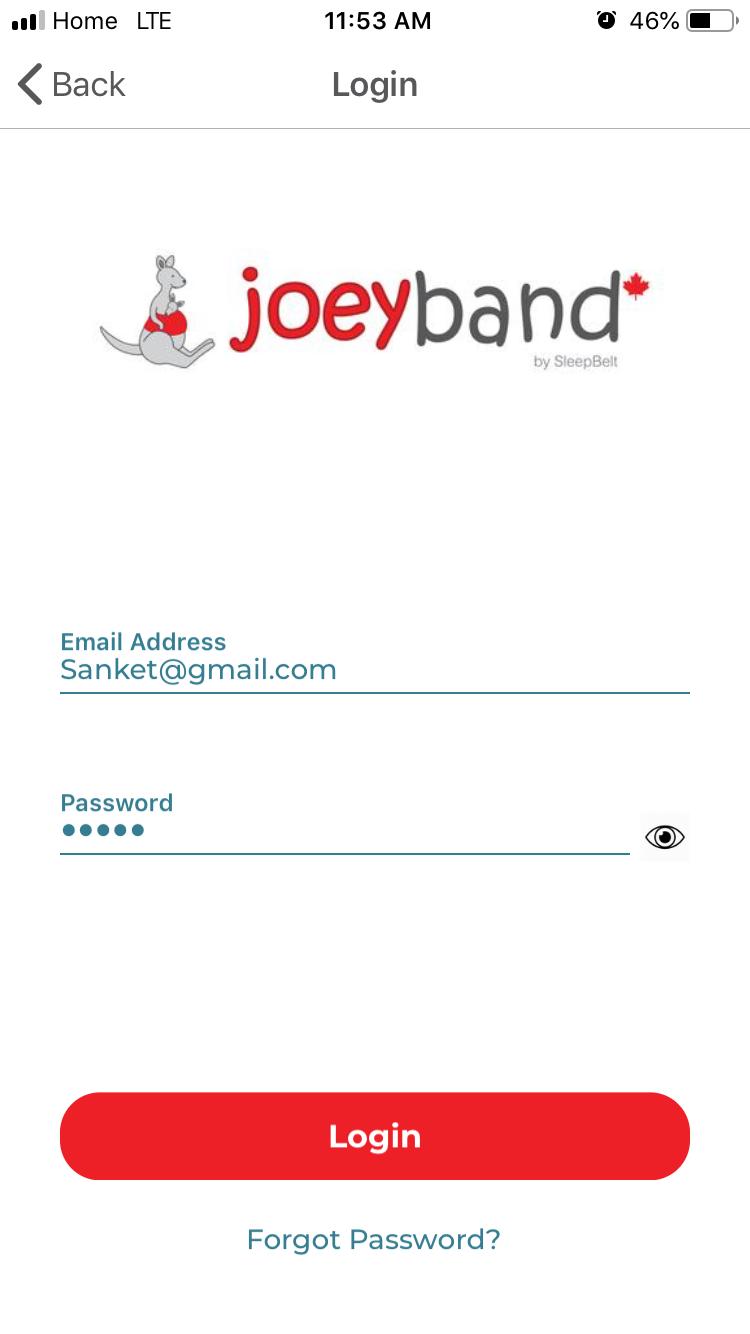 Home LTE 11:53 AM 46%
Back Login
joeyband
by SleepBelt
Email Address
Sanket@gmail.com
Password
•••••
Login
Forgot Password?